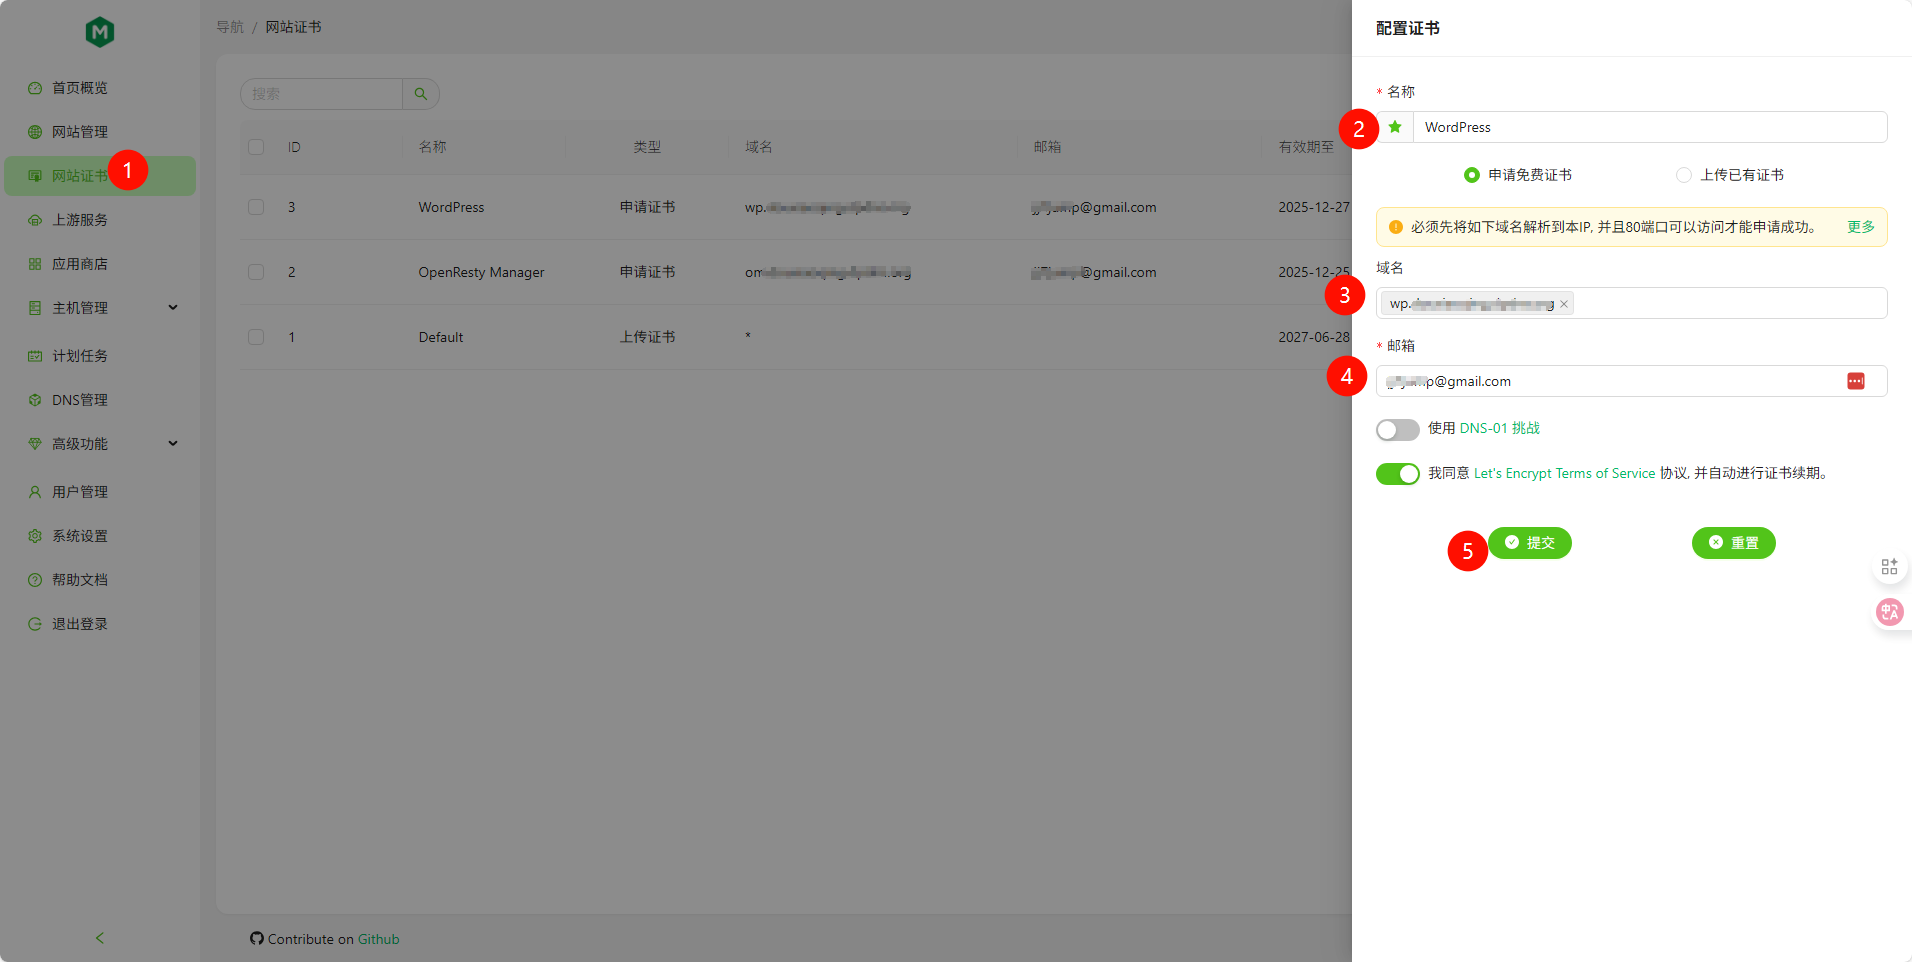 M
首页概览
网站管理
网站证书
1
上游服务
应用商店
主机管理
计划任务
DNS管理
高级功能
用户管理
系统设置
帮助文档
退出登录
导航 / 网站证书
搜索
ID 名称 类型 域名 邮箱 有效期至
3 WordPress 申请证书 wp. @gmail.com 2025-12-27
2 OpenResty Manager 申请证书 om @gmail.com 2025-12-25
1 Default 上传证书 * 2027-06-28
Contribute on Github
配置证书
* 名称
2
WordPress
申请免费证书 上传已有证书
必须先将如下域名解析到本IP, 并且80端口可以访问才能申请成功。 更多
域名
3
wp.
* 邮箱
4
p@gmail.com
使用 DNS-01 挑战
我同意 Let's Encrypt Terms of Service 协议, 并自动进行证书续期。
5
提交 重置